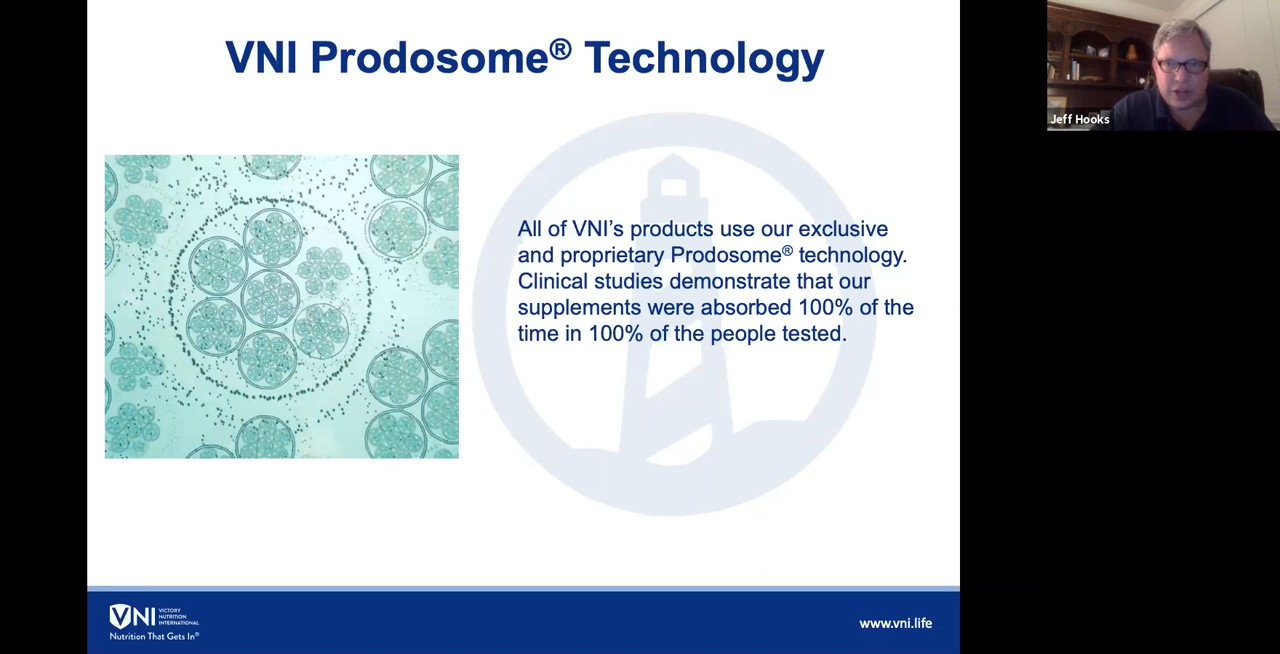 VNI Prodosome® Technology
Jeff Hooks
All of VNI's products use our exclusive
and proprietary Prodosome® technology.
Clinical studies demonstrate that our
supplements were absorbed 100% of the
time in 100% of the people tested.
VNI
VICTORY
NUTRITION
INTERNATIONAL
Nutrition That Gets In®
www.vni.life